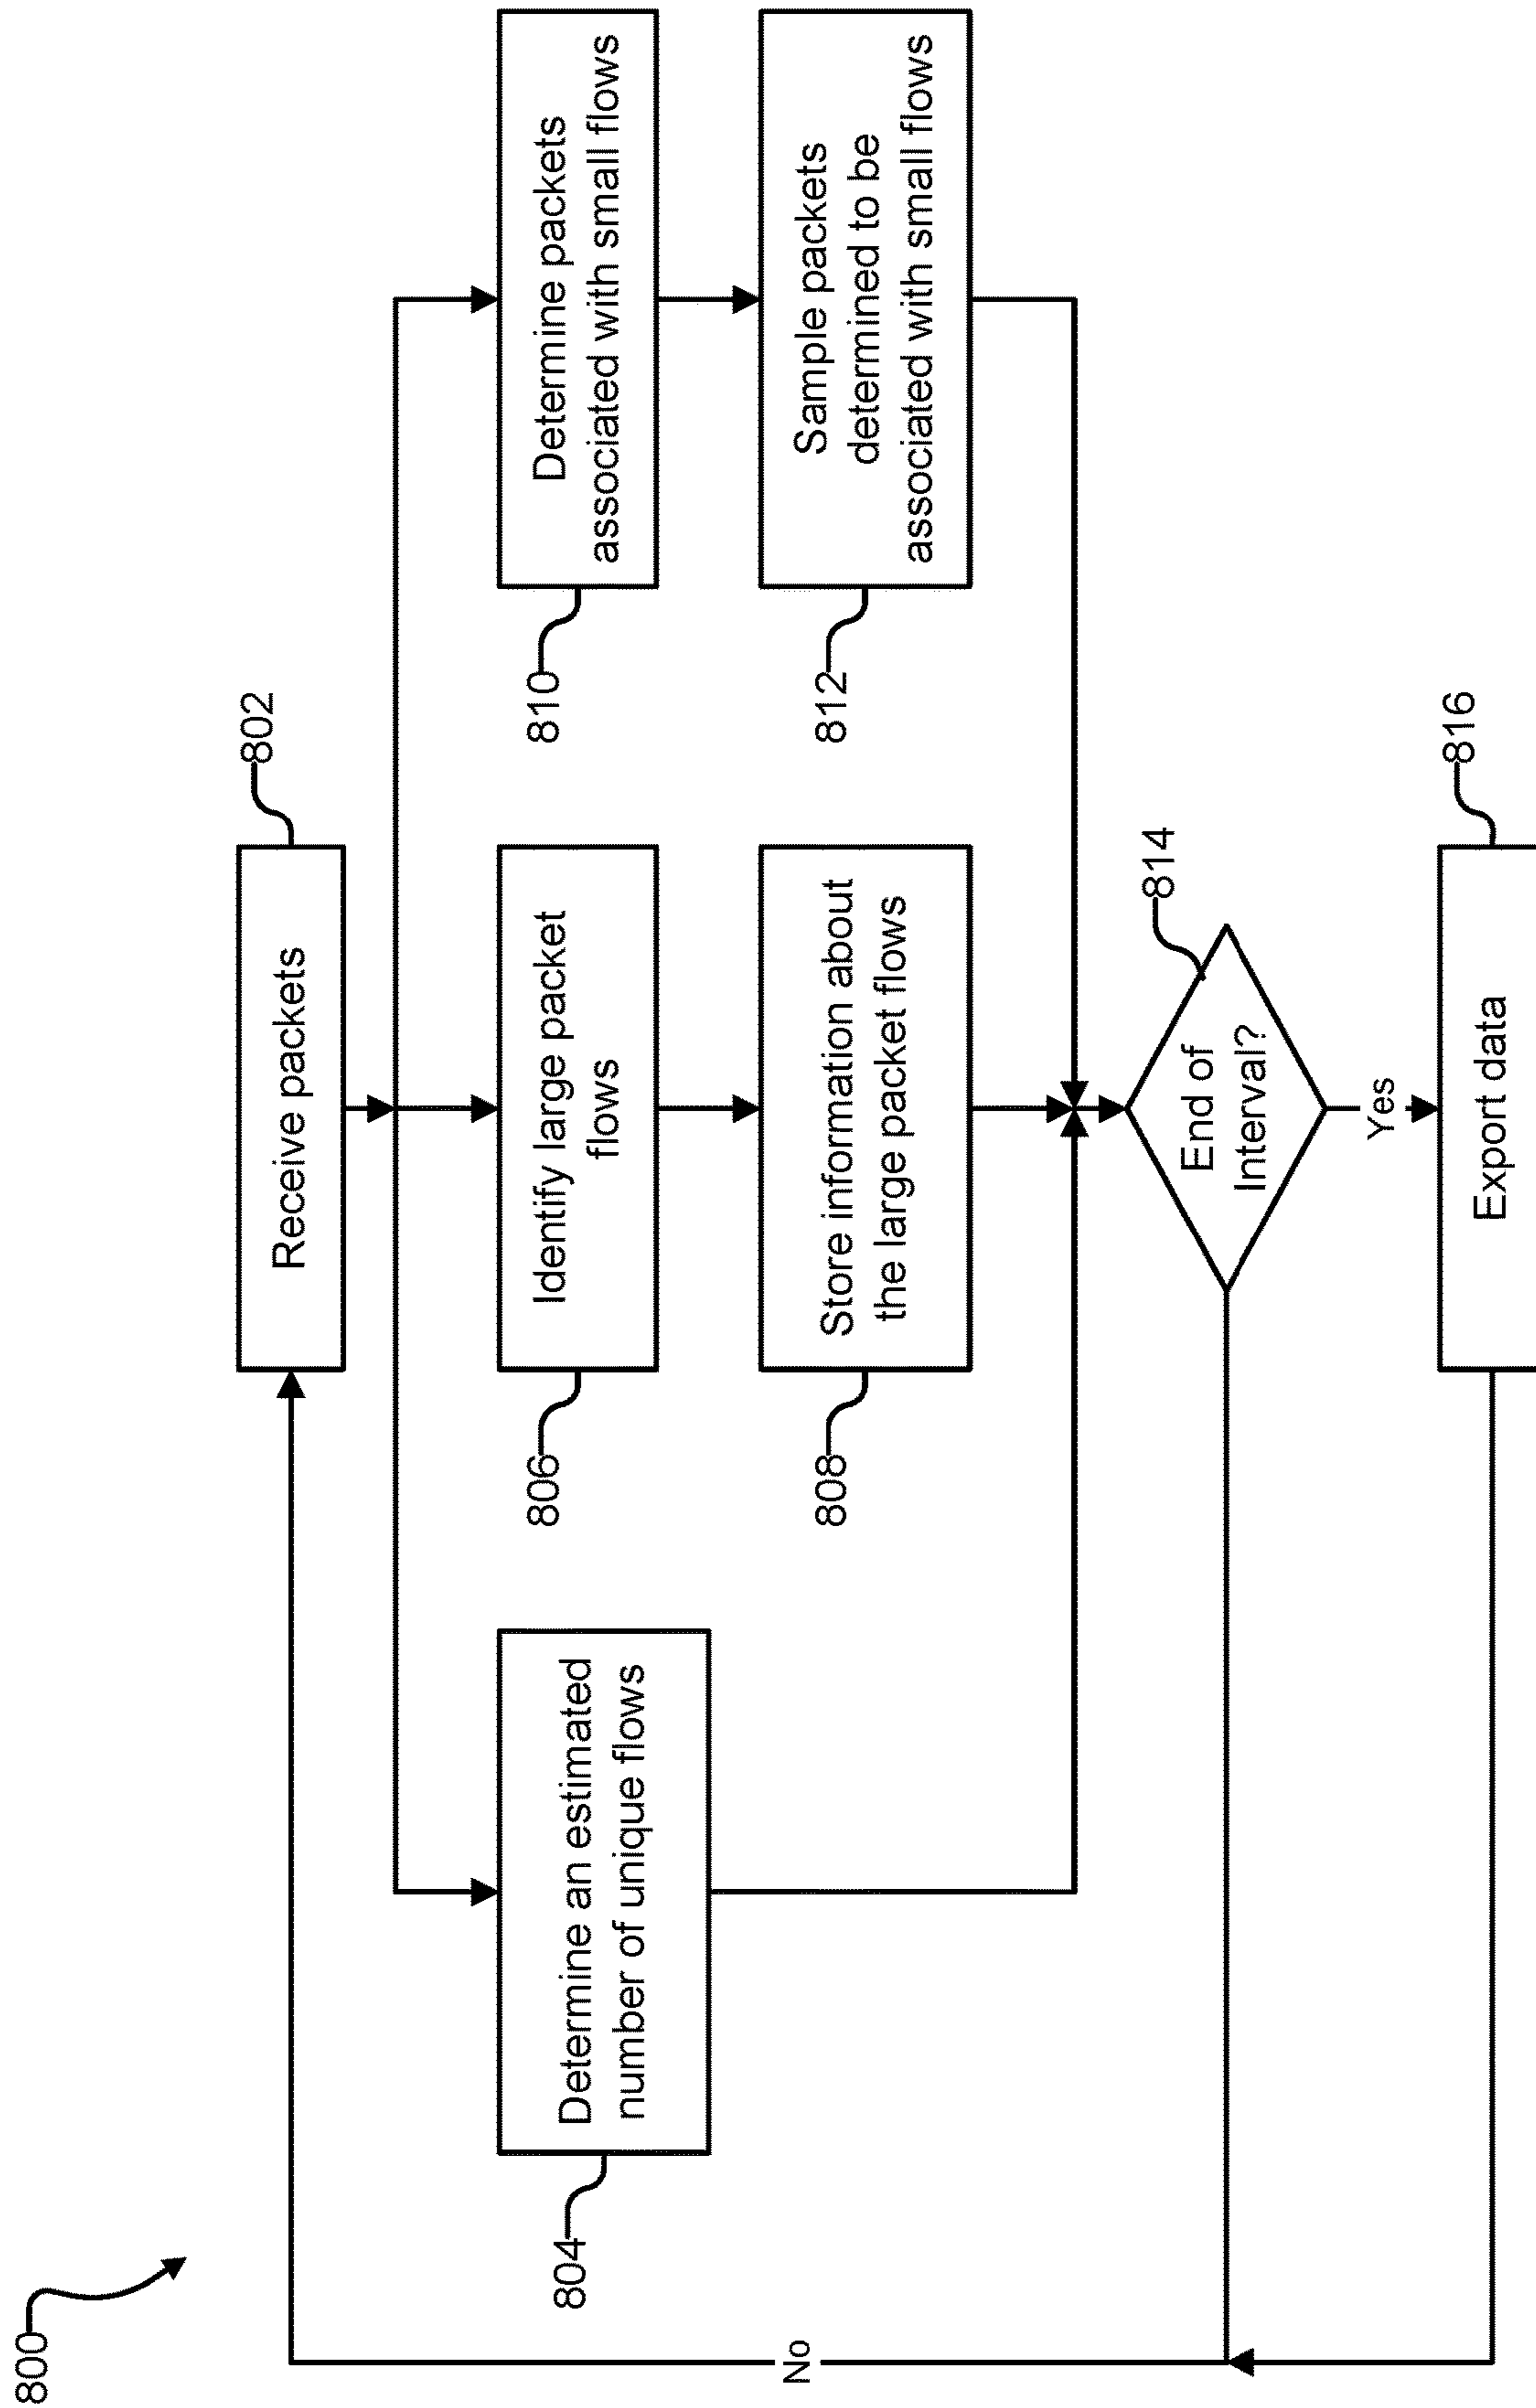 800
Receive packets
802
Determine an estimated
number of unique flows
804
Identify large packet
flows
806
Store information about
the large packet flows
808
Determine packets
associated with small flows
810
Sample packets
determined to be
associated with small flows
812
End of
Interval?
814
No
Yes
Export data
816